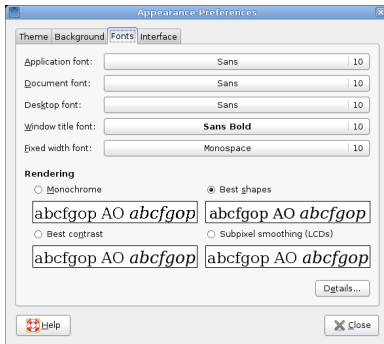 Appearance Preferences
Theme Background Fonts Interface
Application font: Sans 10
Document font: Sans 10
Desktop font: Sans 10
Window title font: Sans Bold 10
Fixed width font: Monospace 10
Rendering
Monochrome Best shapes
abcfgop AO abcfgop abcfgop AO abcfgop
Best contrast Subpixel smoothing (LCDs)
abcfgop AO abcfgop abcfgop AO abcfgop
Details...
Help Close